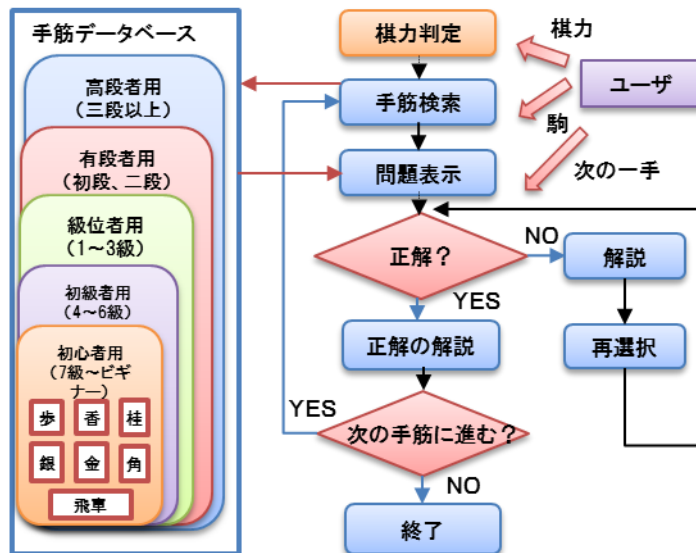 手筋データベース
高段者用
(三段以上)
有段者用
(初段、二段)
級位者用
(1～3級)
初級者用
(4～6級)
初心者用
(7級～ビギ
ナー)
歩 香 桂
銀 金 角
飛車
棋力判定
手筋検索
問題表示
正解？
NO
YES
解説
再選択
正解の解説
次の手筋に進む？
YES
NO
終了
棋力
駒
次の一手
ユーザ